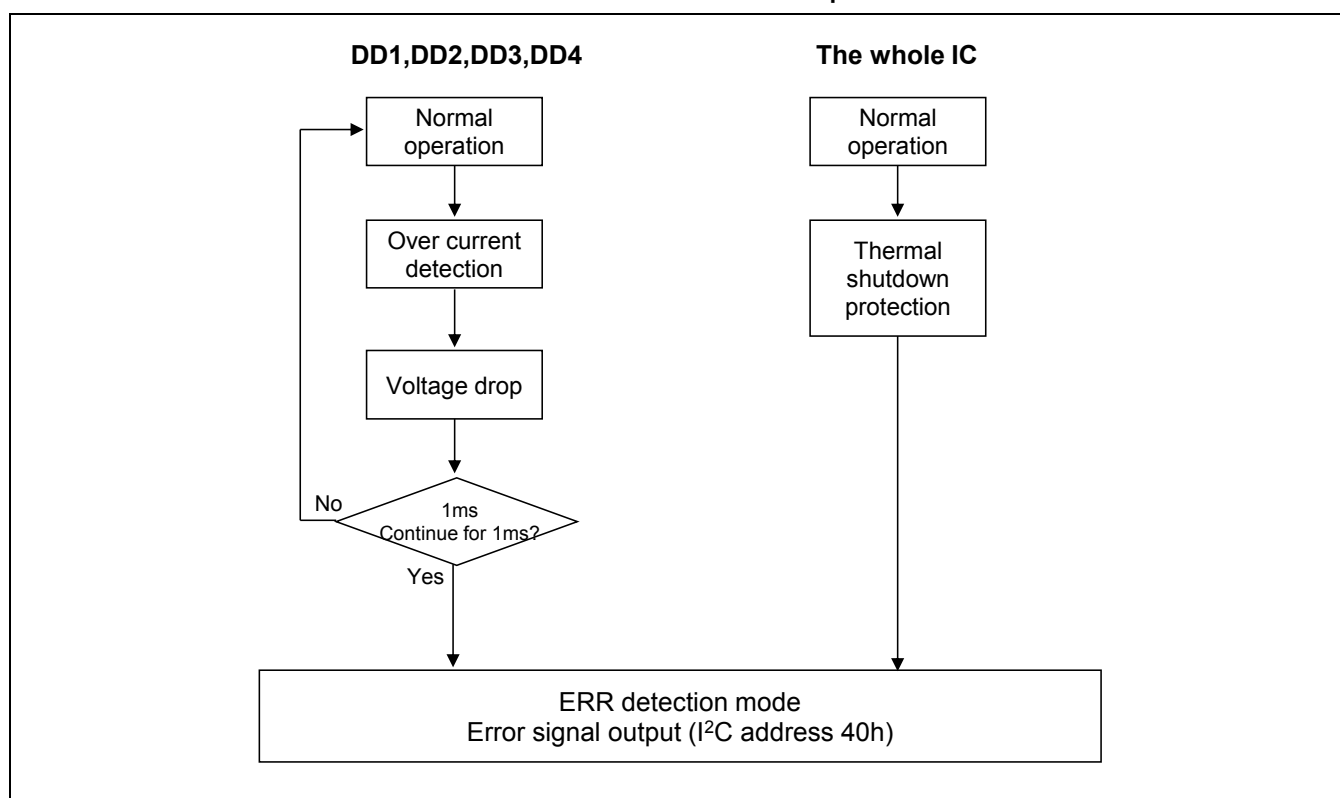 DD1,DD2,DD3,DD4
Normal
operation
Over current
detection
Voltage drop
No
1ms
Continue for 1ms?
Yes
The whole IC
Normal
operation
Thermal
shutdown
protection
ERR detection mode
Error signal output (I²C address 40h)